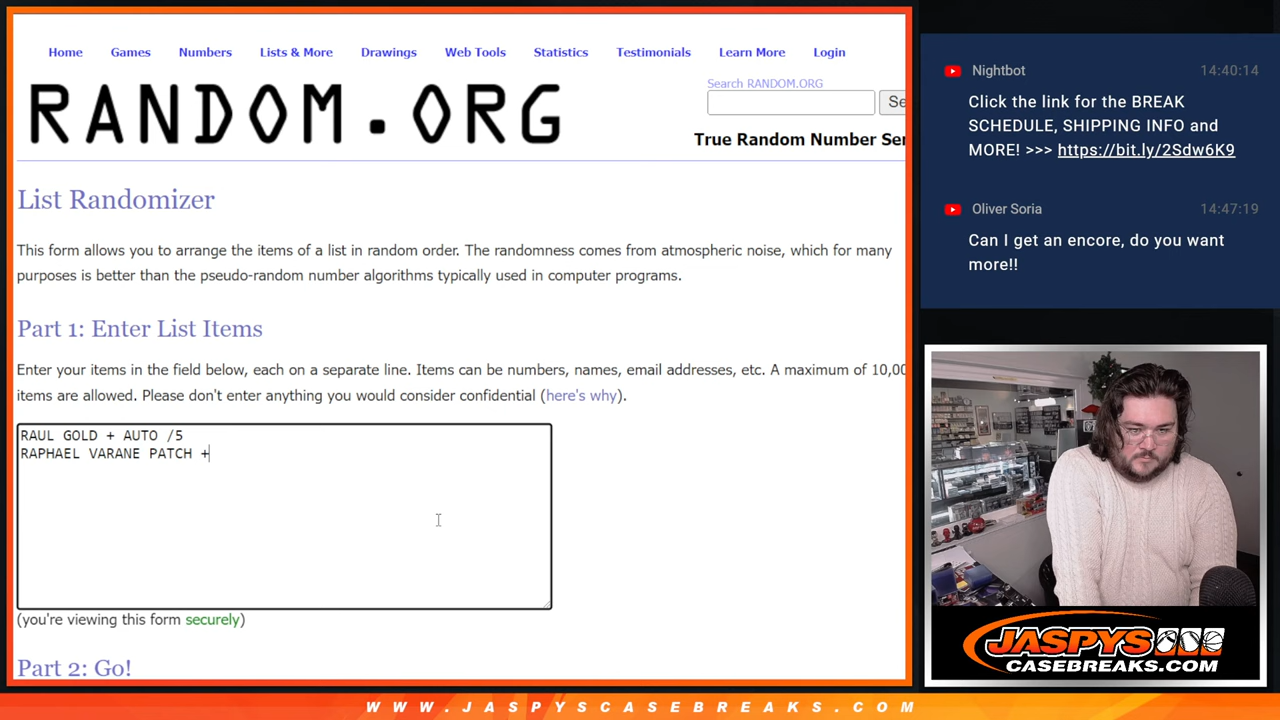 Home Games Numbers Lists & More Drawings Web Tools Statistics Testimonials Learn More Login
RANDOM.ORG
Search RANDOM.ORG
Se
True Random Number Ser
List Randomizer
This form allows you to arrange the items of a list in random order. The randomness comes from atmospheric noise, which for many
purposes is better than the pseudo-random number algorithms typically used in computer programs.
Part 1: Enter List Items
Enter your items in the field below, each on a separate line. Items can be numbers, names, email addresses, etc. A maximum of 10,00
items are allowed. Please don't enter anything you would consider confidential (here's why).
RAUL GOLD + AUTO /5
RAPHAEL VARANE PATCH +
(you're viewing this form securely)
Part 2: Go!
Nightbot 14:40:14
Click the link for the BREAK
SCHEDULE, SHIPPING INFO and
MORE! >>> https://bit.ly/2Sdw6K9
Oliver Soria 14:47:19
Can I get an encore, do you want
more!!
JASPYS
CASEBREAKS.COM
WWW.JASPYSCASEBREAKS.COM